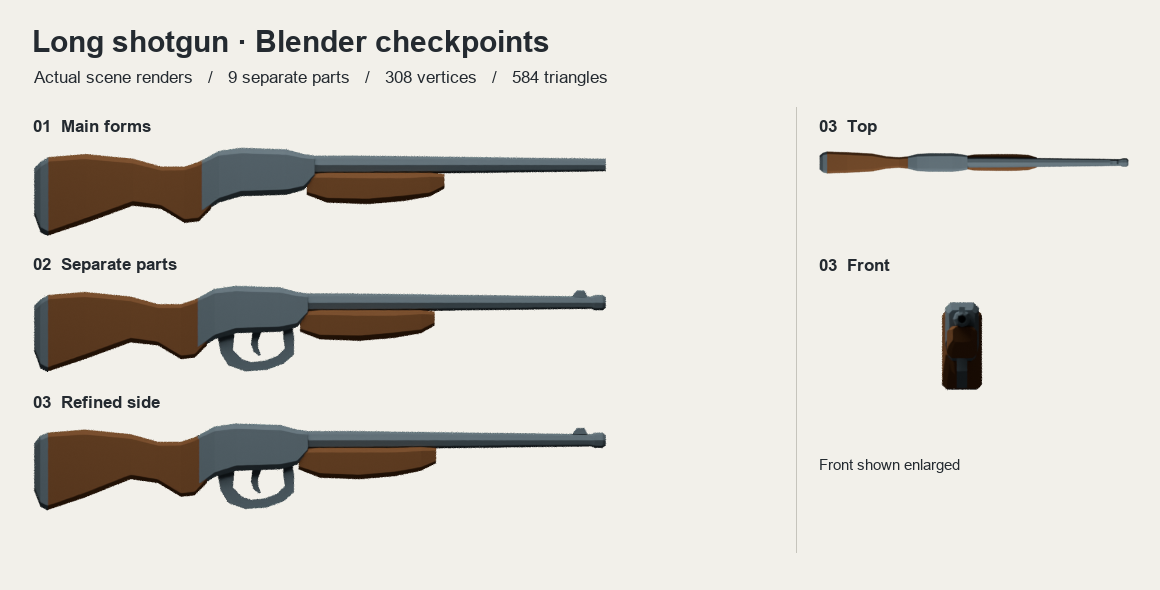 Long shotgun · Blender checkpoints
Actual scene renders / 9 separate parts / 308 vertices / 584 triangles
01 Main forms
02 Separate parts
03 Refined side
03 Top
03 Front
Front shown enlarged